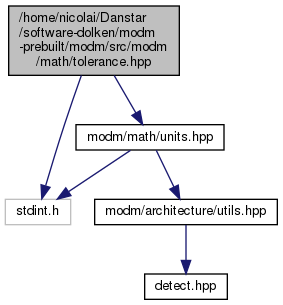 /home/nicolai/Danstar
/software-dolken/modm
-prebuilt/modm/src/modm
/math/tolerance.hpp
modm/math/units.hpp
stdint.h
modm/architecture/utils.hpp
detect.hpp